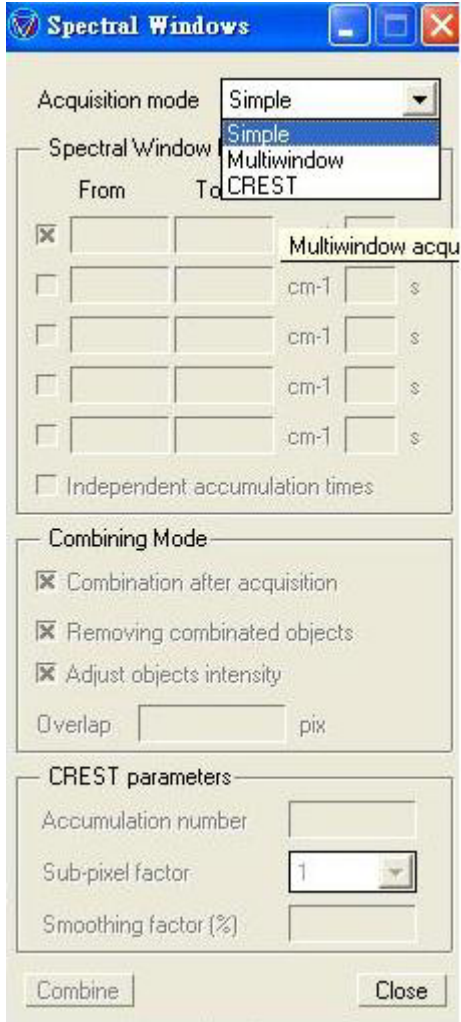 Spectral Windows
Acquisition mode Simple
Simple
Multiwindow
CREST
Spectral Window
From To
Multiwindow acqu
cm-1 s
cm-1 s
cm-1 s
cm-1 s
Independent accumulation times
Combining Mode
Combination after acquisition
Removing combinated objects
Adjust objects intensity
Overlap pix
CREST parameters
Accumulation number
Sub-pixel factor 1
Smoothing factor (%)
Combine Close